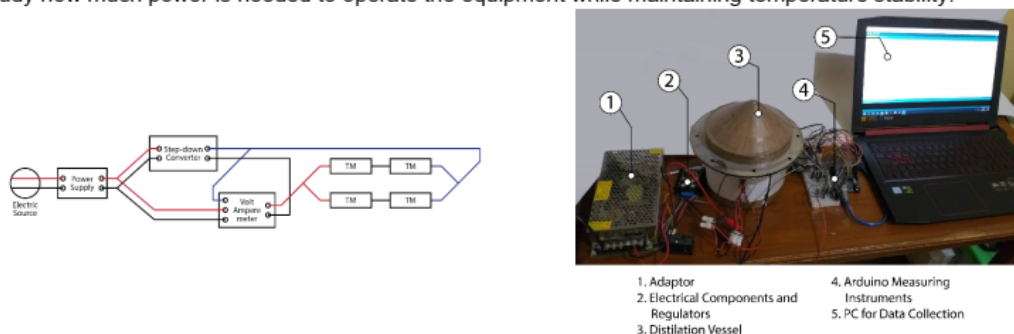 how much power is needed to operate the equipment while maintaining temperature stability.
Electric
Source
Power
Supply
Step-down
Converter
Volt
Ampare
meter
TM
TM
TM
TM
1
2
3
4
5
1. Adaptor
2. Electrical Components and
Regulators
3. Distilation Vessel
4. Arduino Measuring
Instruments
5. PC for Data Collection